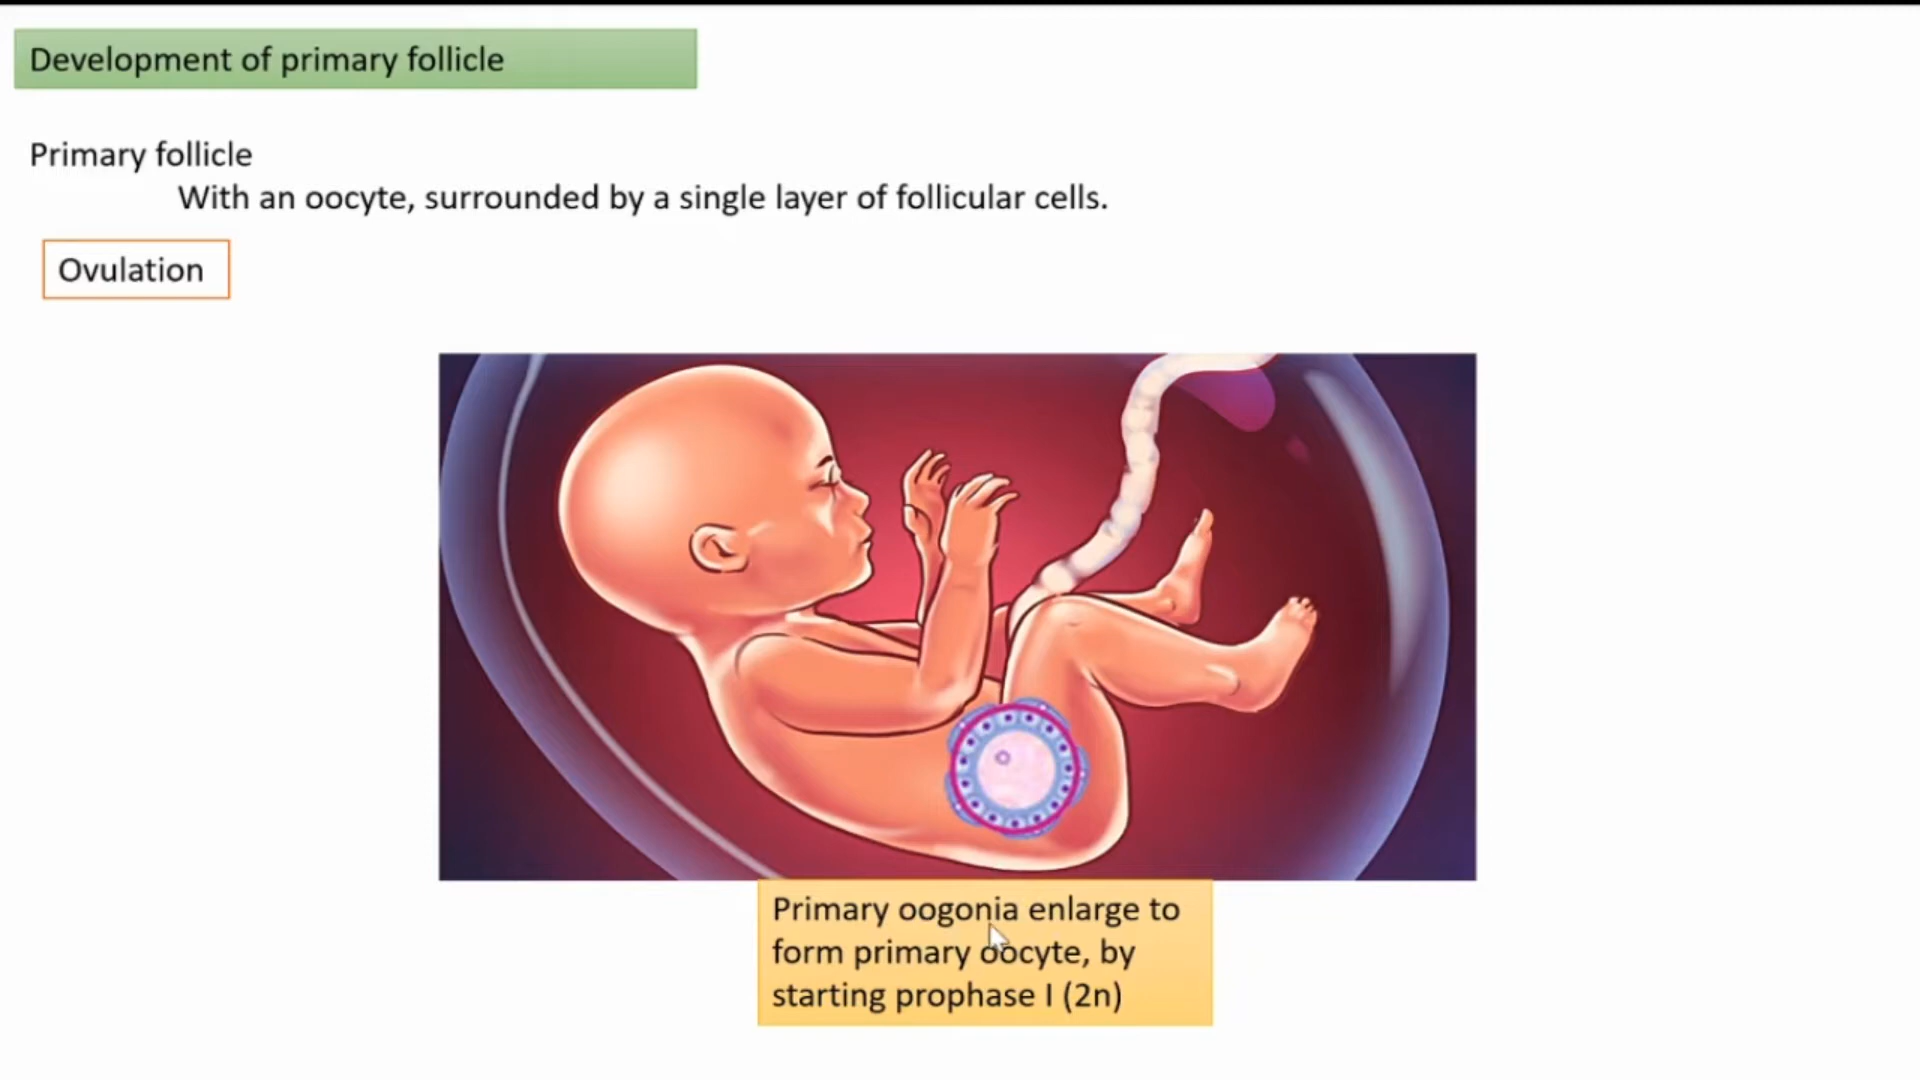 Development of primary follicle
Primary follicle
With an oocyte, surrounded by a single layer of follicular cells.
Ovulation
Primary oogonia enlarge to
form primary oocyte, by
starting prophase I (2n)